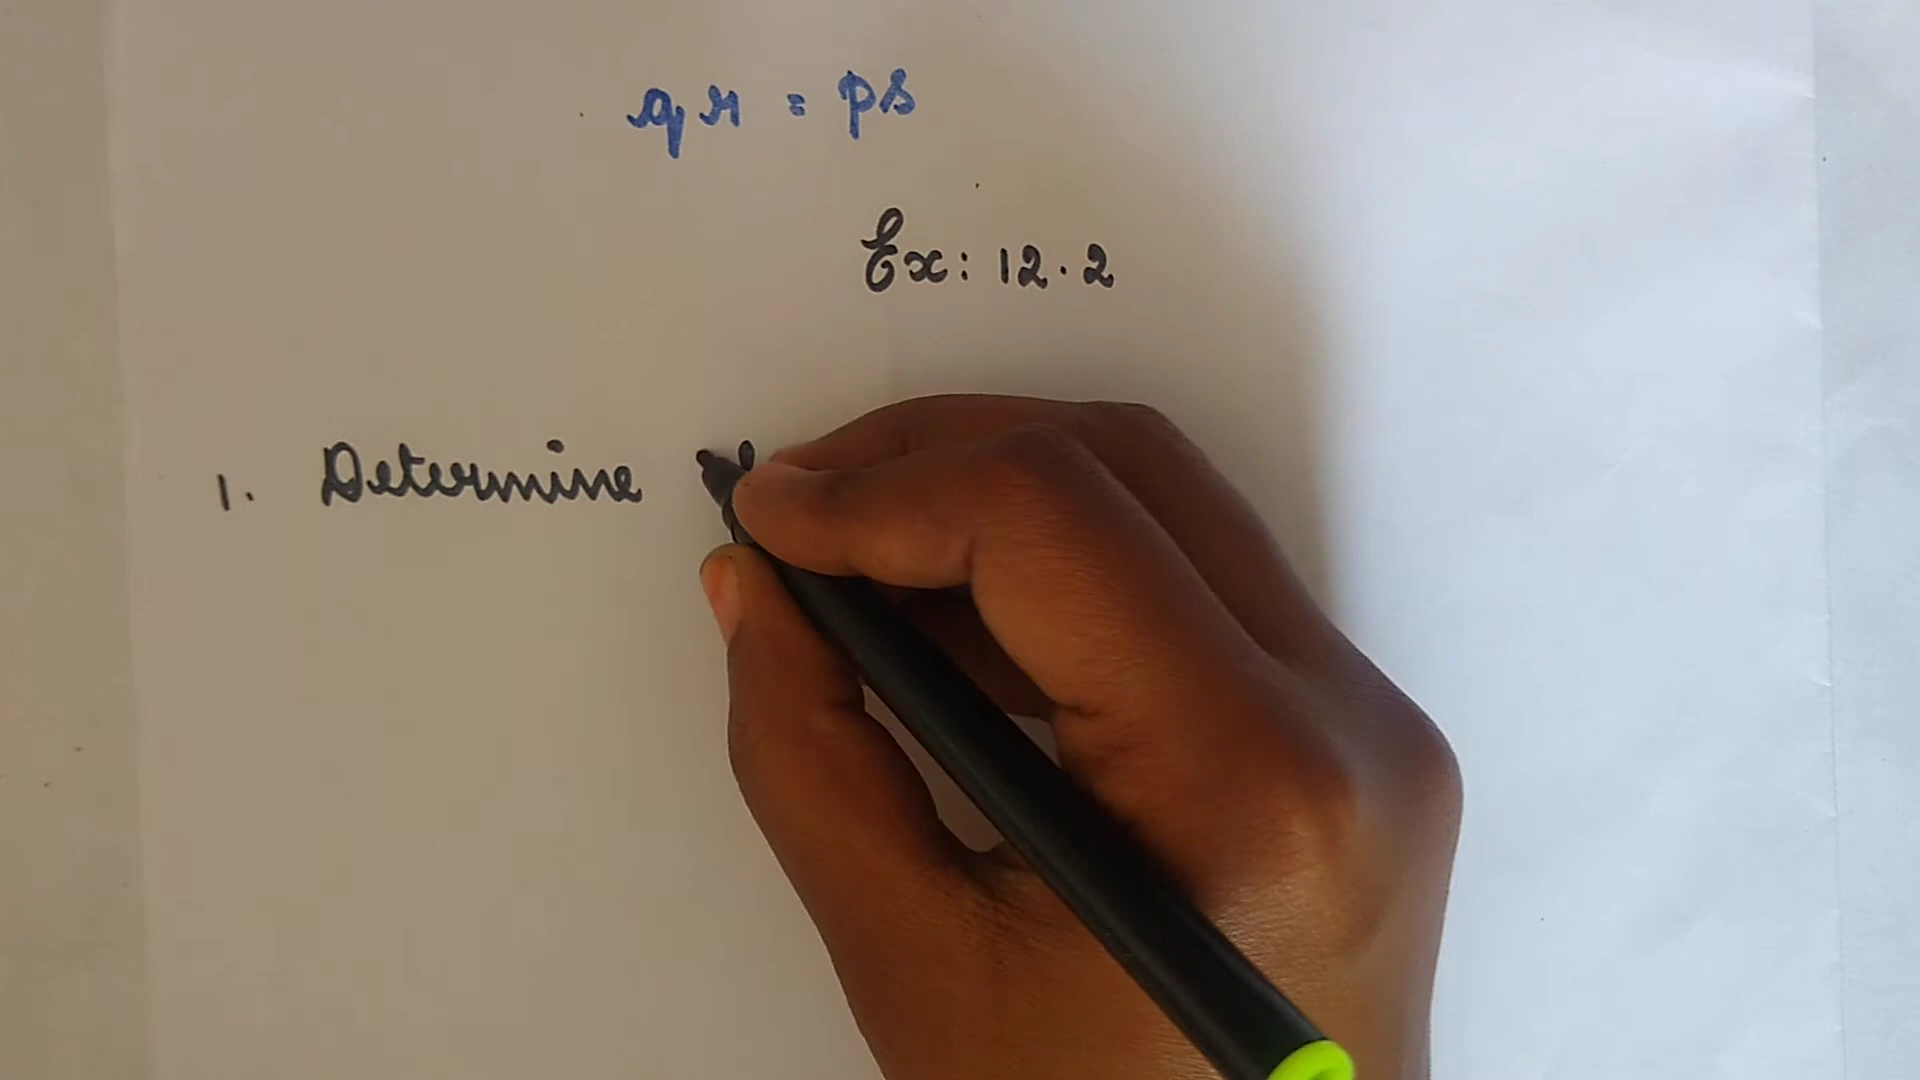 qr = ps
Ex: 12.2
1. Determine